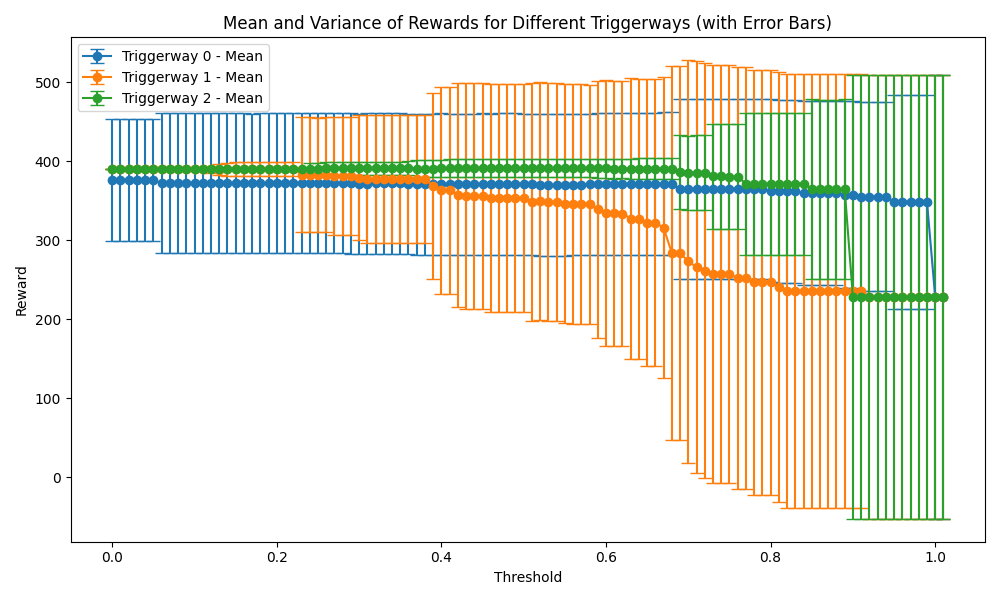 Mean and Variance of Rewards for Different Triggerways (with Error Bars)
Triggerway 0 - Mean
Triggerway 1 - Mean
Triggerway 2 - Mean
500
400
300
200
100
0
Reward
0.0
0.2
0.4
0.6
0.8
1.0
Threshold